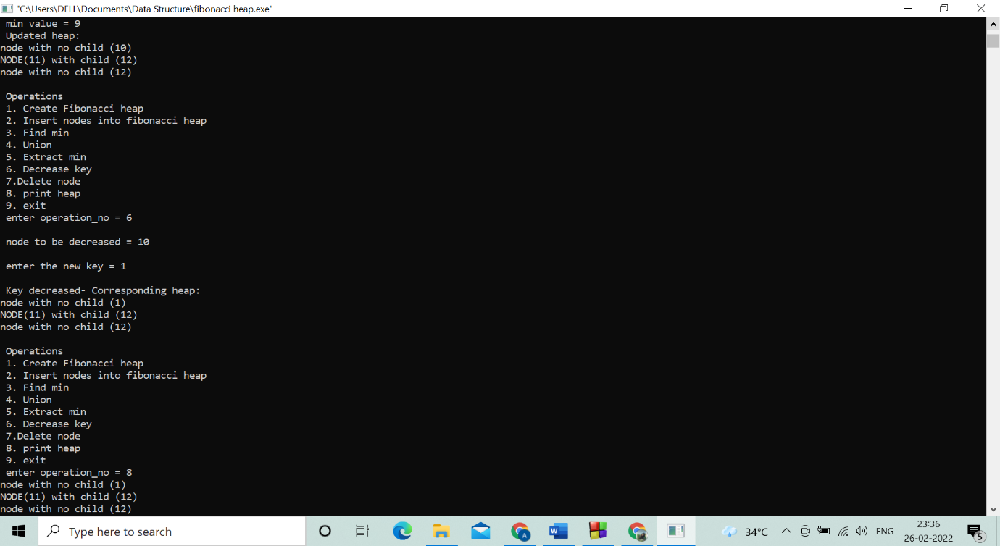 "C:\Users\DELL\Documents\Data Structure\fibonacci heap.exe"
min value = 9
Updated heap:
node with no child (10)
NODE(11) with child (12)
node with no child (12)
Operations
1. Create Fibonacci heap
2. Insert nodes into fibonacci heap
3. Find min
4. Union
5. Extract min
6. Decrease key
7.Delete node
8. print heap
9. exit
enter operation_no = 6
node to be decreased = 10
enter the new key = 1
Key decreased- Corresponding heap:
node with no child (1)
NODE(11) with child (12)
node with no child (12)
Operations
1. Create Fibonacci heap
2. Insert nodes into fibonacci heap
3. Find min
4. Union
5. Extract min
6. Decrease key
7.Delete node
8. print heap
9. exit
enter operation_no = 8
node with no child (1)
NODE(11) with child (12)
node with no child (12)
Type here to search
A
W
34°C
ENG
23:36
26-02-2022
5